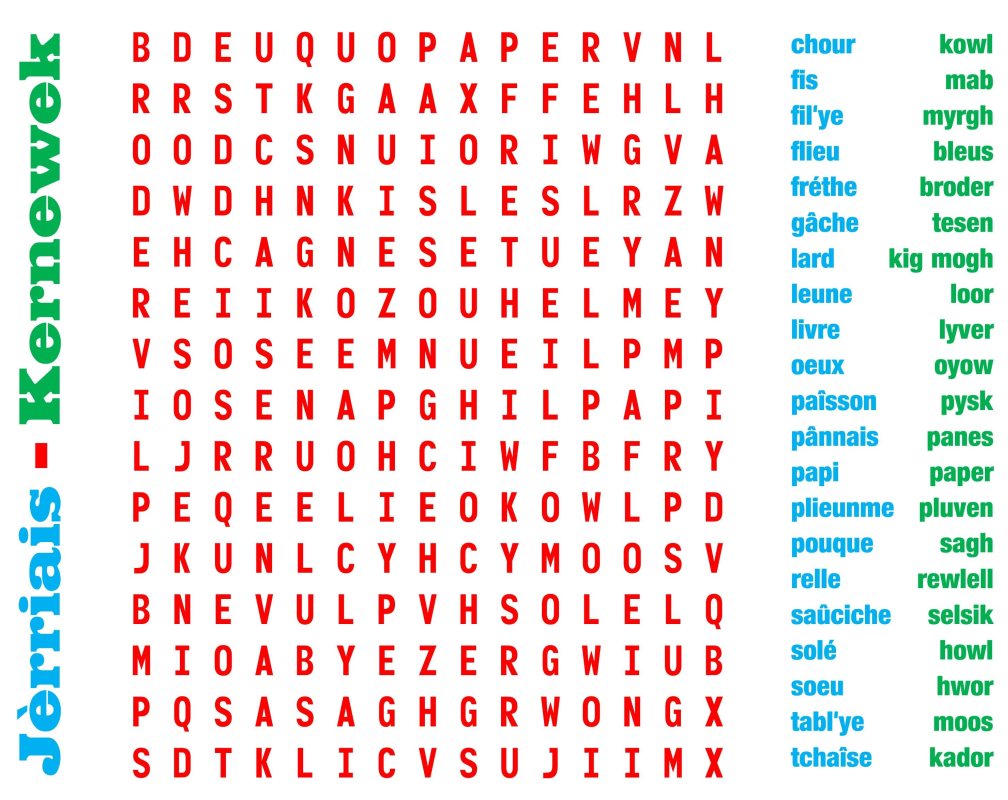 Jèrriais - Kernewek
B D E U Q U O P A P E R V N L
R R S T K G A A X F F E H L H
O O D C S N U I O R I W G V A
D W D H N K I S L E S L R Z W
E H C A G N E S E T U E Y A N
R E I I K O Z O U H E L M E Y
V S O S E E M N U E I L P M P
I O S E N A P G H I L P A P I
L J R R U O H C I W F B F R Y
P E Q E E L I E O K O W L P D
J K U N L C Y H C Y M O O S V
B N E V U L P V H S O L E L Q
M I O A B Y E Z E R G W I U B
P Q S A S A G H G R W O N G X
S D T K L I C V S U J I I M X
chour kowl
fis mab
fil'ye myrgh
flieu bleus
fréthe broder
gâche tesen
lard kig mogh
leune loor
livre lyver
oeux oyow
paîsson pysk
pânnais panes
papi paper
plieunme pluven
pouque sagh
relle rewlell
saûciche selsik
solé howl
soeu hwor
tabl'ye moos
tchaîse kador